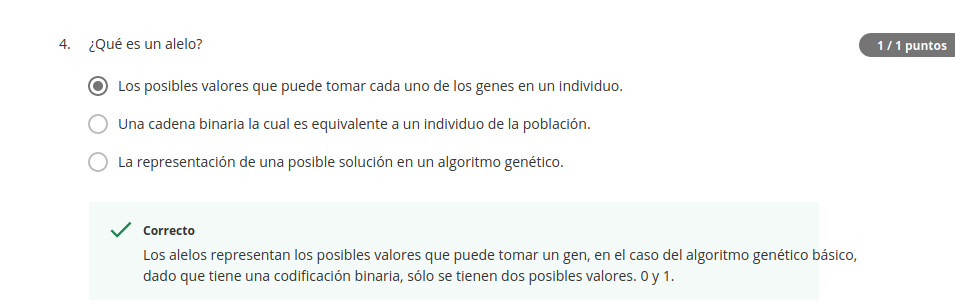 4. ¿Qué es un alelo?
1 / 1 puntos
Los posibles valores que puede tomar cada uno de los genes en un individuo.
Una cadena binaria la cual es equivalente a un individuo de la población.
La representación de una posible solución en un algoritmo genético.
Correcto
Los alelos representan los posibles valores que puede tomar un gen, en el caso del algoritmo genético básico,
dado que tiene una codificación binaria, sólo se tienen dos posibles valores. 0 y 1.